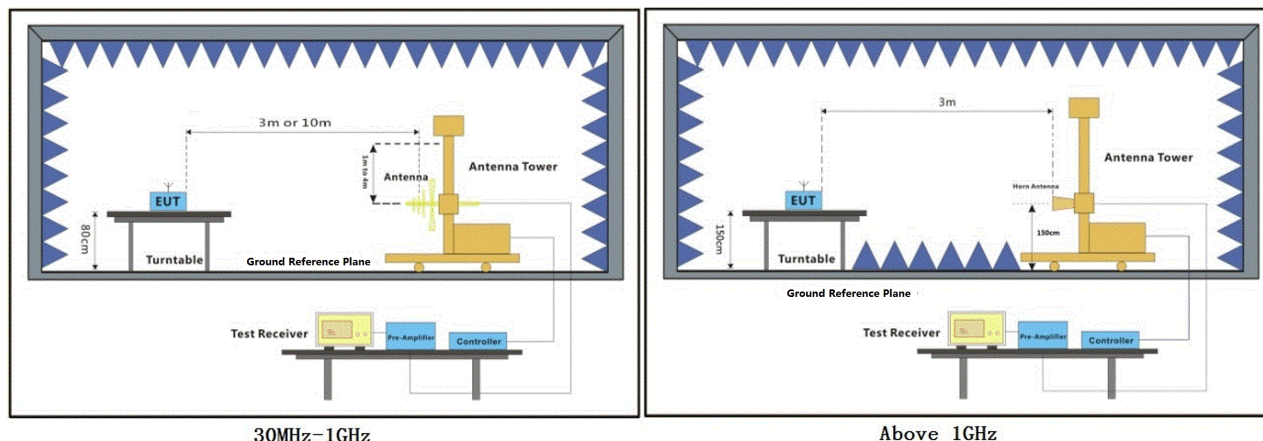 3m or 10m
1m to 4m
Antenna
Antenna Tower
EUT
80cm
Turntable
Ground Reference Plane
Test Receiver
Pre-Amplifier
Controller
30MHz-1GHz
3m
Antenna Tower
Horn Antenna
EUT
150cm
150cm
Turntable
Ground Reference Plane
Test Receiver
Pre-Amplifier
Controller
Above 1GHz